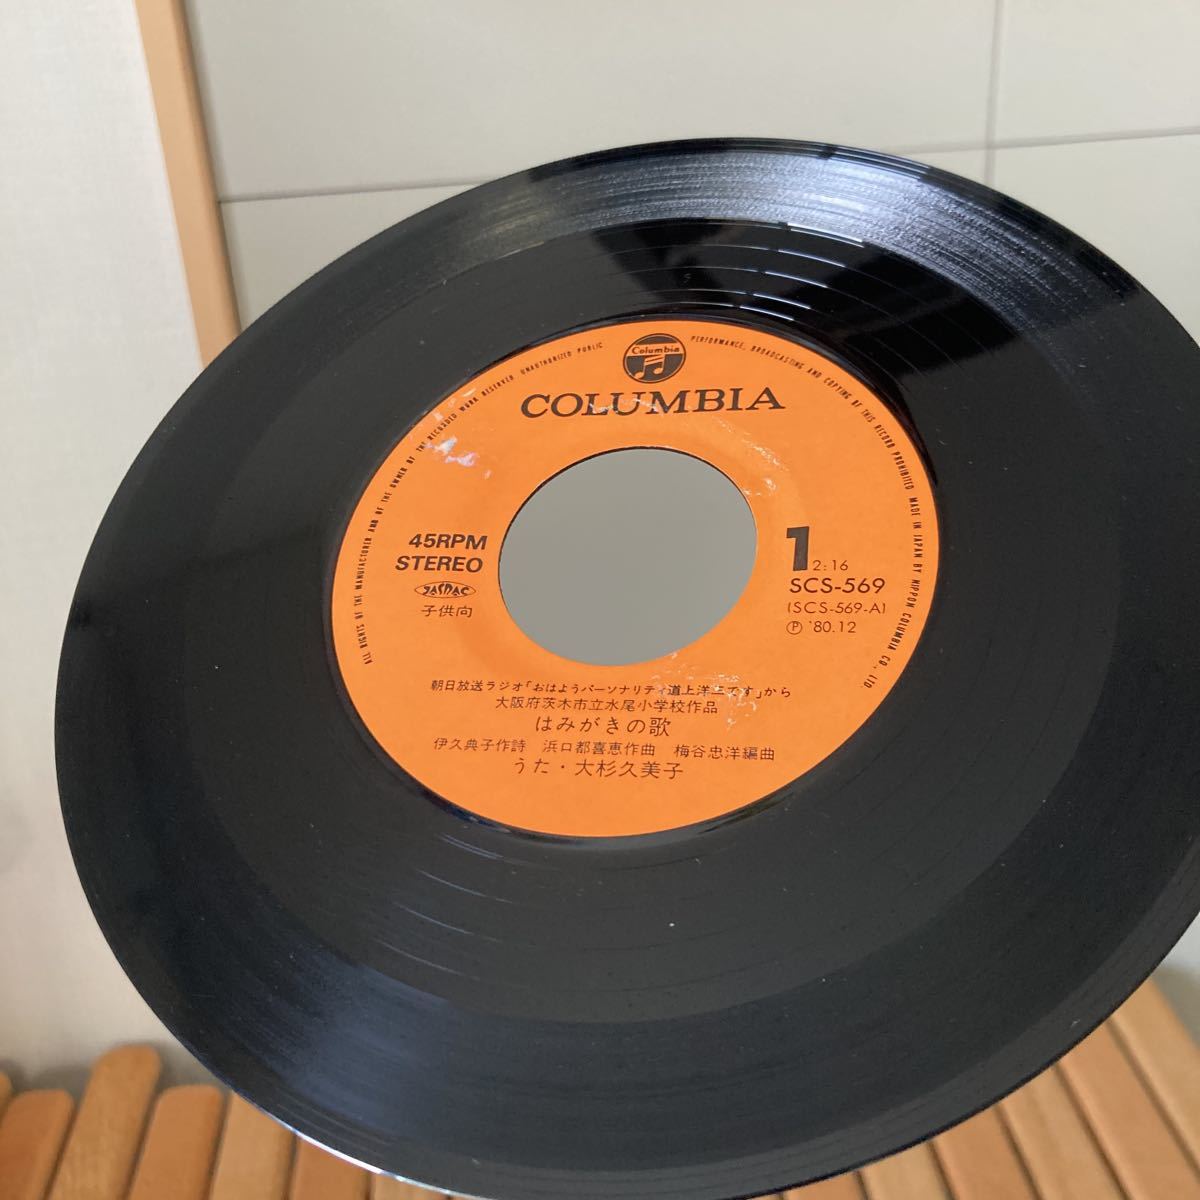 ALL RIGHTS OF THE MANUFACTURER AND OF THE OWNER OF THE RECORDED WORK RESERVED UNAUTHORIZED PUBLIC PERFORMANCE, BROADCASTING AND COPYING OF THIS RECORD PROHIBITED MADE IN JAPAN BY NIPPON COLUMBIA CO., LTD.
Columbia
COLUMBIA
45RPM
STEREO
JASRAC
子供向
1 2:16
SCS-569
(SCS-569-A)
Ⓟ '80.12
朝日放送ラジオ「おはようパーソナリティ道上洋三です」から
大阪府茨木市立水尾小学校作品
はみがきの歌
伊久典子作詩 浜口都喜恵作曲 梅谷忠洋編曲
うた・大杉久美子